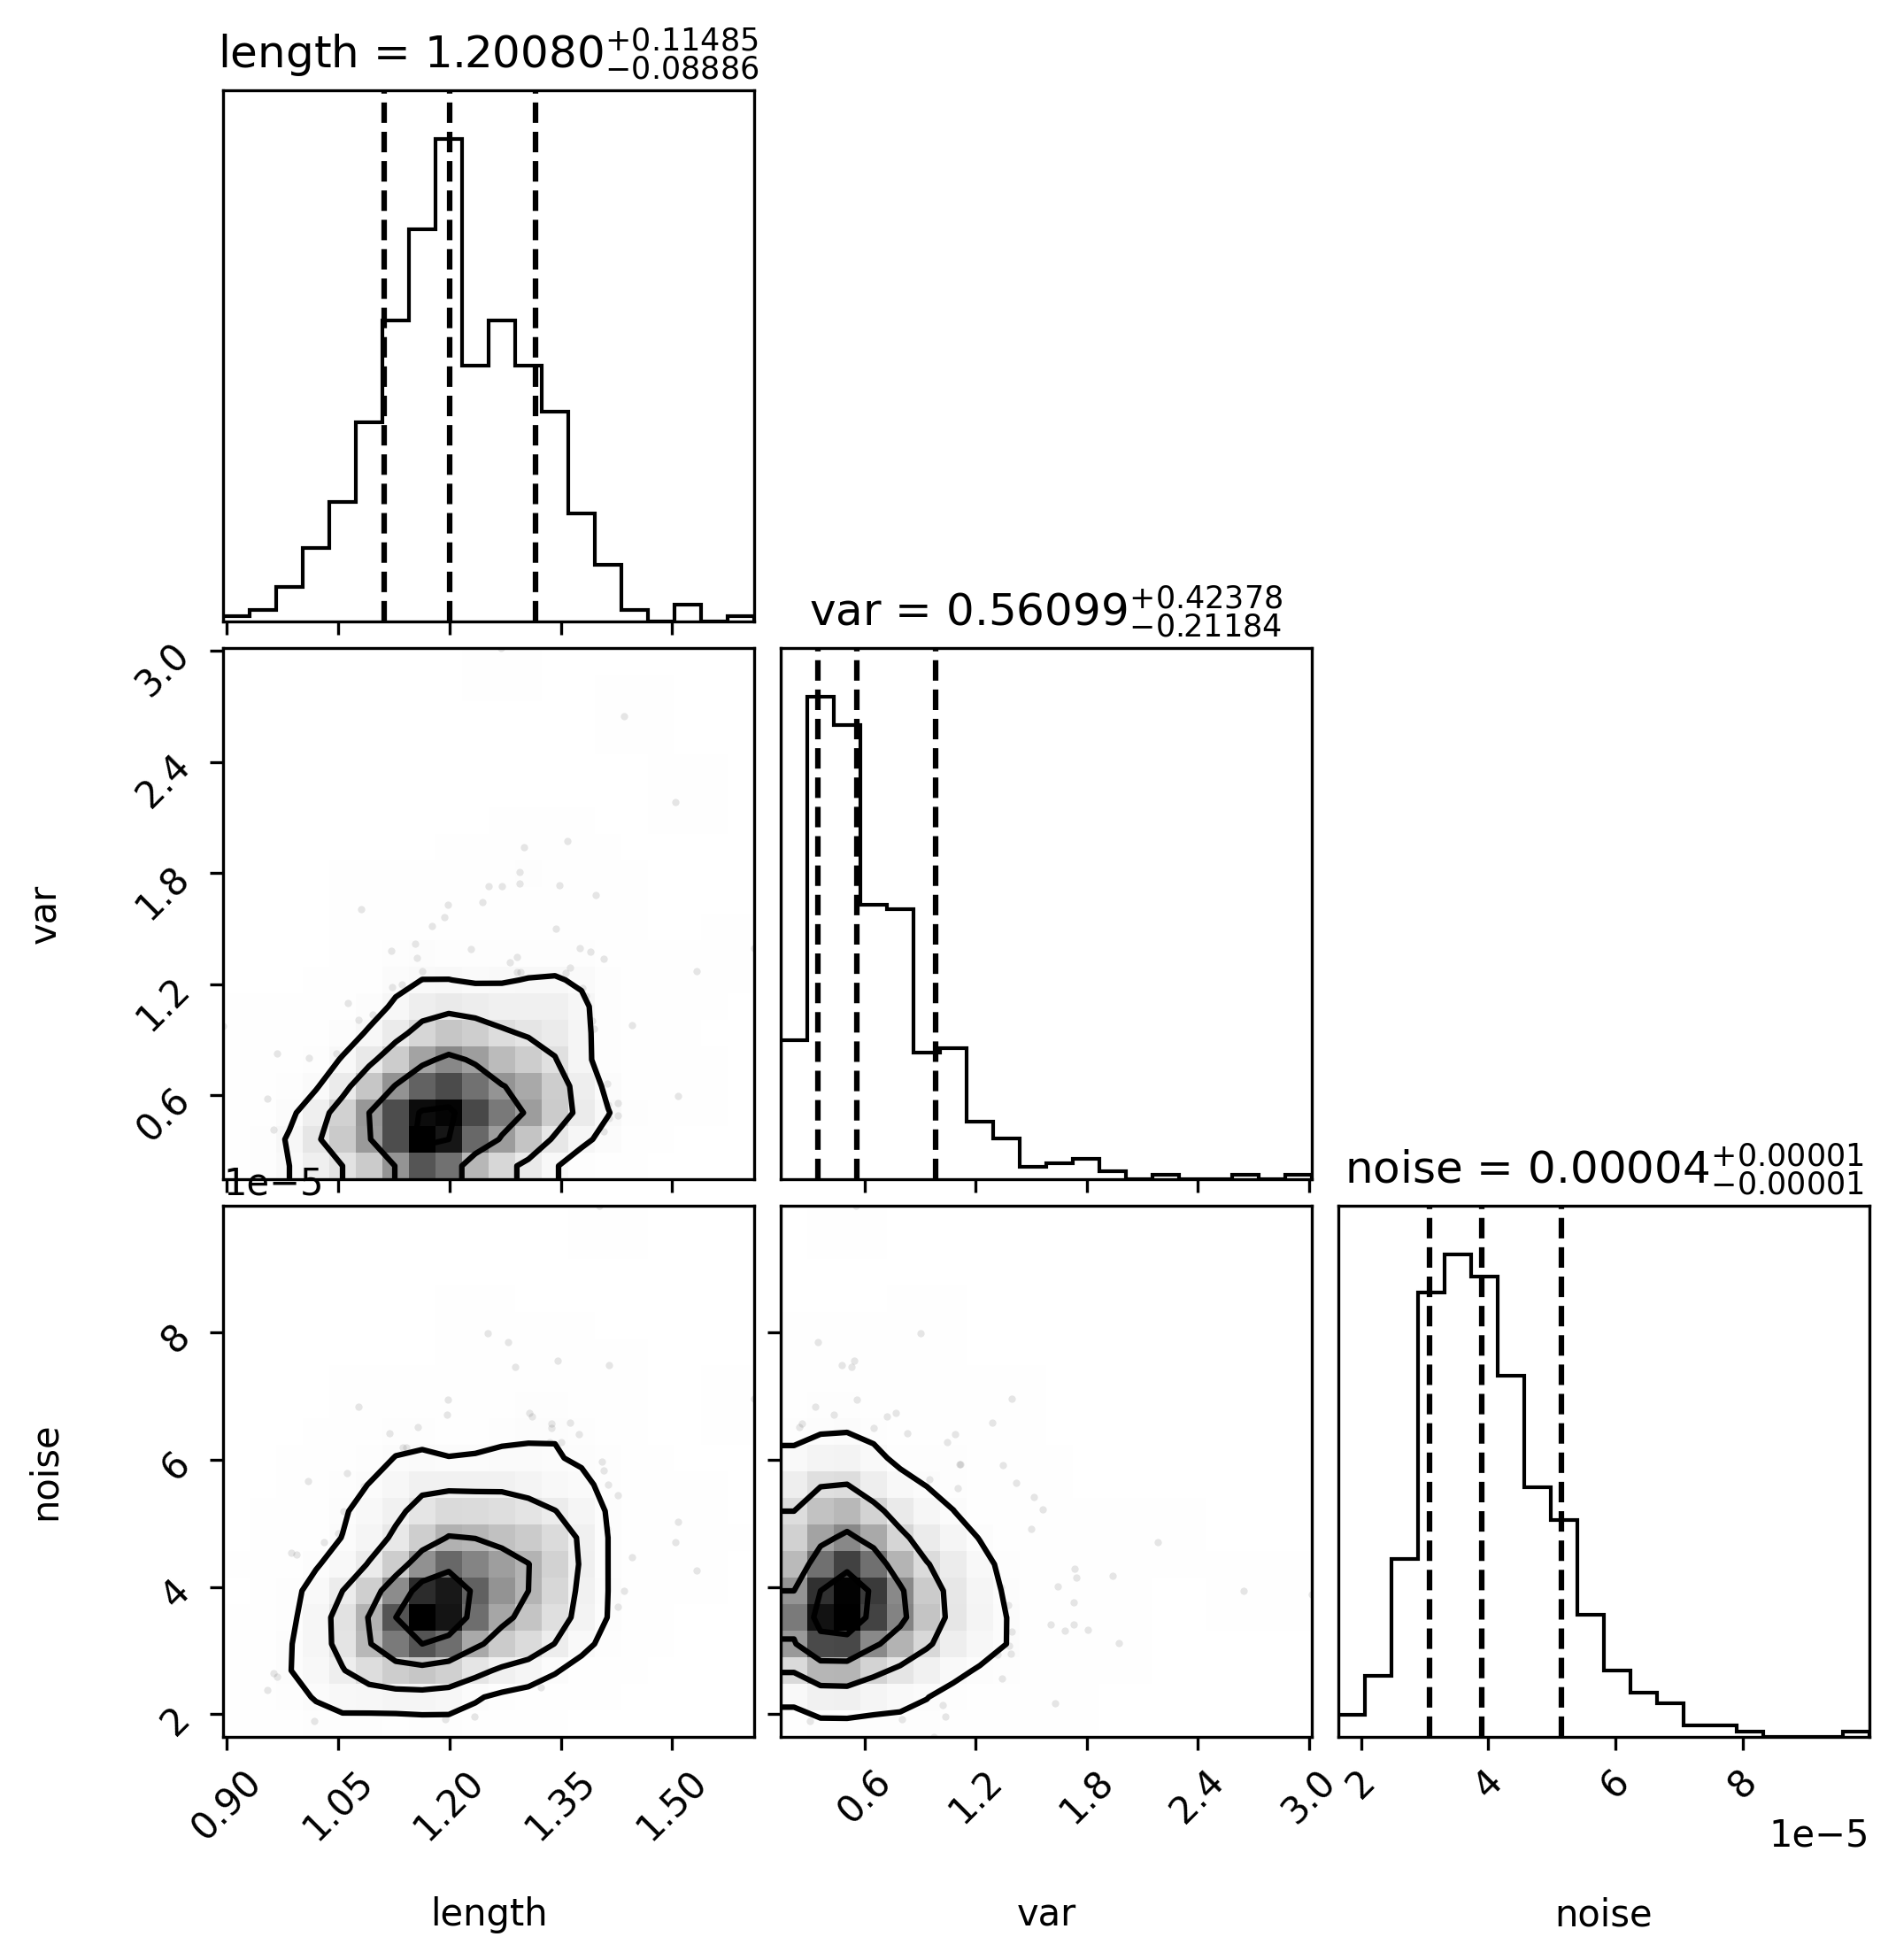 length = 1.20080+0.11485−0.08886
var = 0.56099+0.42378−0.21184
3.0
2.4
1.8
1.2
0.6
var
noise = 0.00004+0.00001−0.00001
1e−5
8
6
4
2
noise
0.90 1.05 1.20 1.35 1.50
0.6 1.2 1.8 2.4 3.0
2 4 6 8
1e−5
length var noise